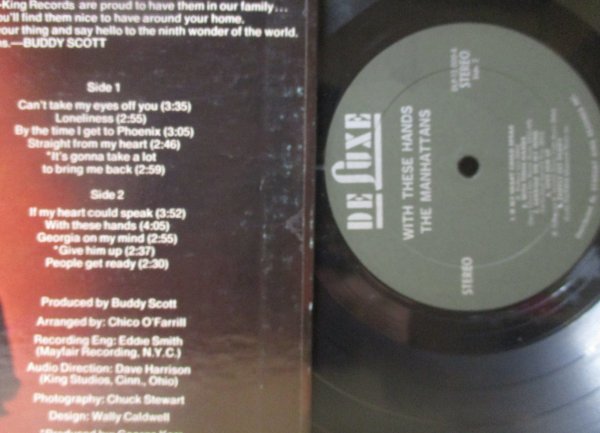 -King Records are proud to have them in our family...
u'll find them nice to have around your home.
our thing and say hello to the ninth wonder of the world.
s.—BUDDY SCOTT
Side 1
Can't take my eyes off you (3:35)
Loneliness (2:55)
By the time I get to Phoenix (3:05)
Straight from my heart (2:46)
*It's gonna take a lot
to bring me back (2:59)
Side 2
If my heart could speak (3:52)
With these hands (4:05)
Georgia on my mind (2:55)
*Give him up (2:37)
People get ready (2:30)
Produced by Buddy Scott
Arranged by: Chico O'Farrill
Recording Eng: Eddie Smith
(Mayfair Recording, N.Y.C.)
Audio Direction: Dave Harrison
(King Studios, Cinn., Ohio)
Photography: Chuck Stewart
Design: Wally Caldwell
DE LUXE
WITH THESE HANDS
THE MANHATTANS
STEREO
Side 2
STEREO